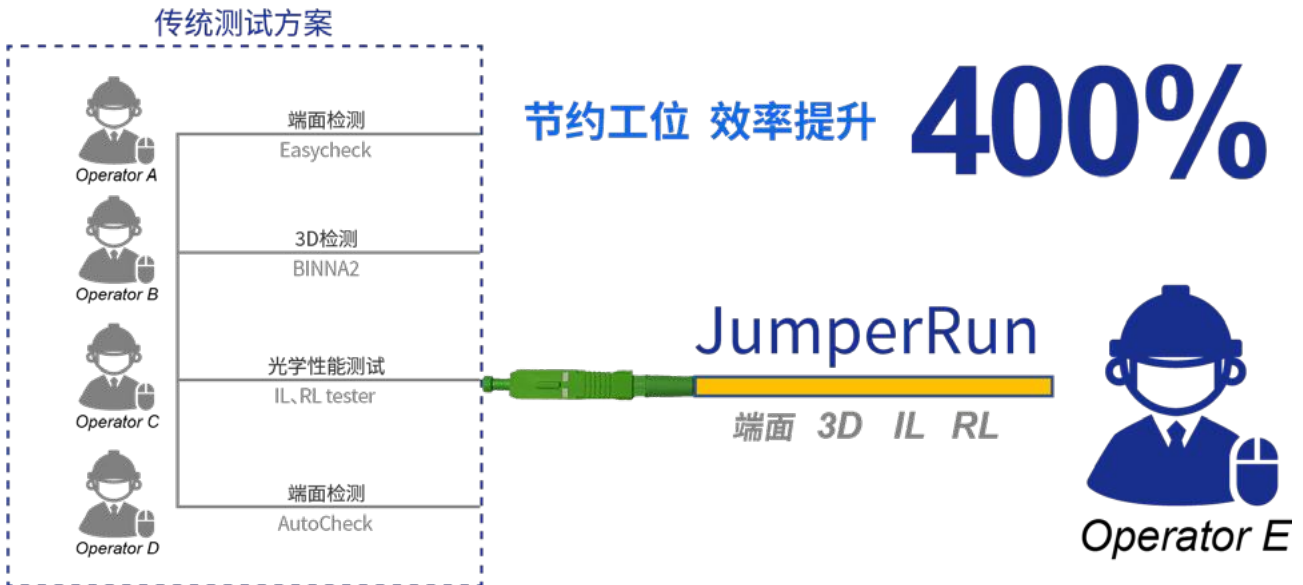 传统测试方案
Operator A
端面检测
Easycheck
Operator B
3D检测
BINNA2
Operator C
光学性能测试
IL、RL tester
Operator D
端面检测
AutoCheck
节约工位 效率提升 400%
JumperRun
端面 3D IL RL
Operator E